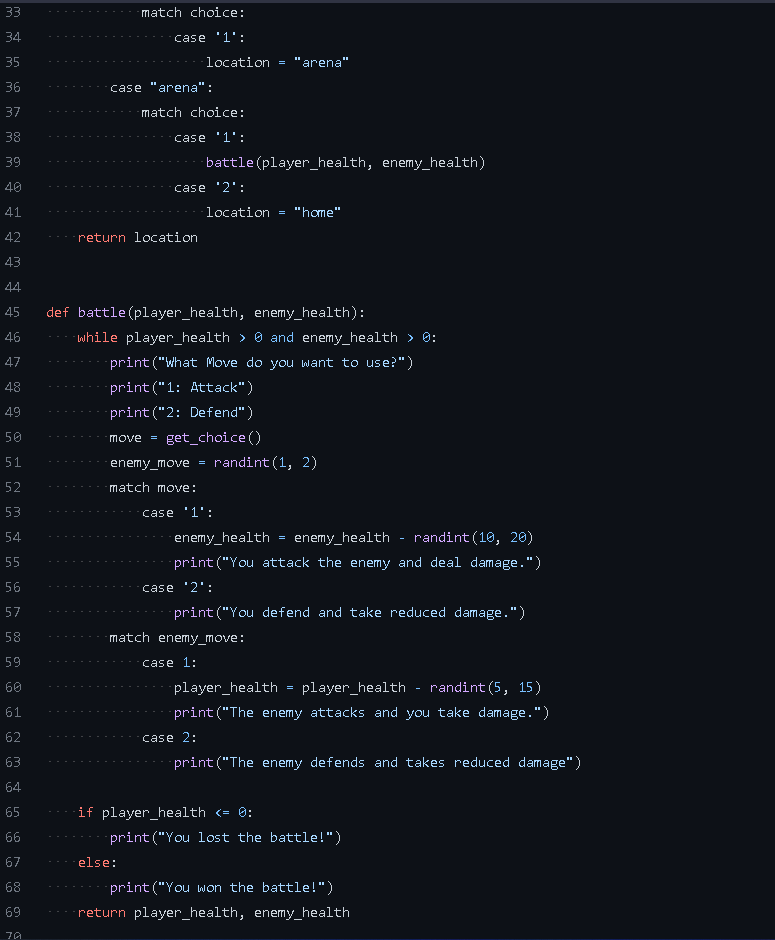 33 match choice:
34 case '1':
35 location = "arena"
36 case "arena":
37 match choice:
38 case '1':
39 battle(player_health, enemy_health)
40 case '2':
41 location = "home"
42 return location
43
44
45 def battle(player_health, enemy_health):
46 while player_health > 0 and enemy_health > 0:
47 print("What Move do you want to use?")
48 print("1: Attack")
49 print("2: Defend")
50 move = get_choice()
51 enemy_move = randint(1, 2)
52 match move:
53 case '1':
54 enemy_health = enemy_health - randint(10, 20)
55 print("You attack the enemy and deal damage.")
56 case '2':
57 print("You defend and take reduced damage.")
58 match enemy_move:
59 case 1:
60 player_health = player_health - randint(5, 15)
61 print("The enemy attacks and you take damage.")
62 case 2:
63 print("The enemy defends and takes reduced damage")
64
65 if player_health <= 0:
66 print("You lost the battle!")
67 else:
68 print("You won the battle!")
69 return player_health, enemy_health
70